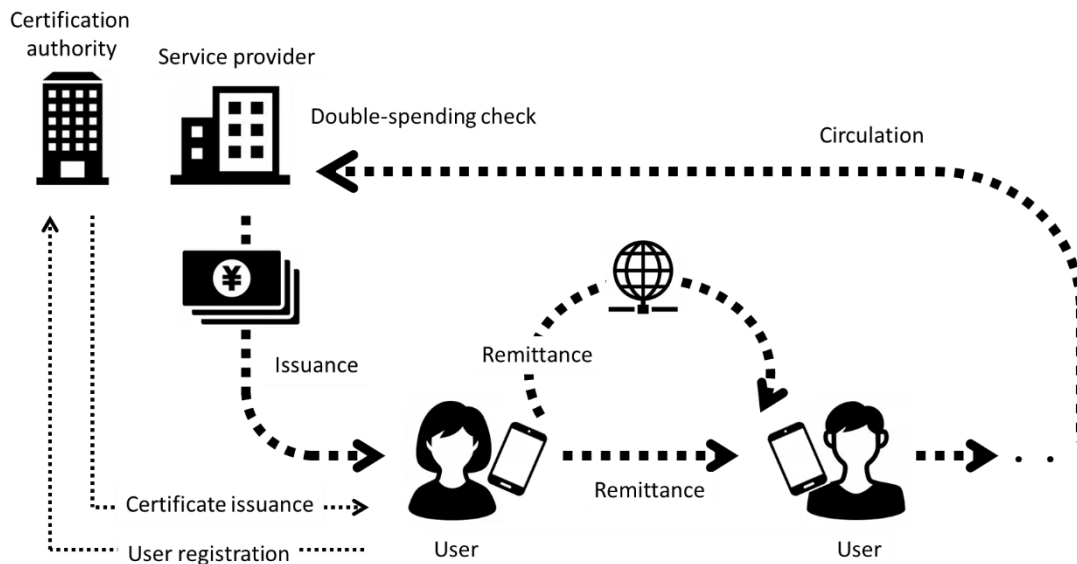 Certification
authority
Service provider
Double-spending check
Circulation
¥
Issuance
Remittance
Remittance
Certificate issuance
User registration
User
User
. .